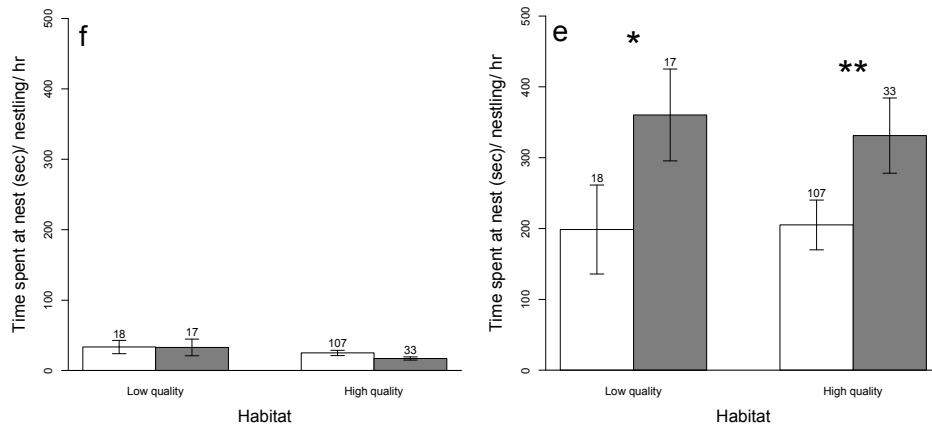 f
Time spent at nest (sec)/ nestling/ hr
500
400
300
200
100
0
18
17
107
33
Low quality
High quality
Habitat
e
Time spent at nest (sec)/ nestling/ hr
500
400
300
200
100
0
*
**
18
17
107
33
Low quality
High quality
Habitat